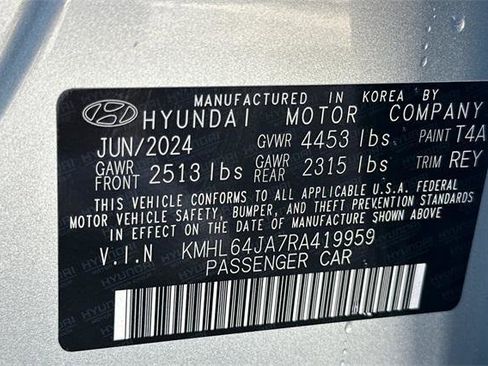 MANUFACTURED IN KOREA BY
HYUNDAI MOTOR COMPANY
JUN/2024 GVWR 4453 lbs PAINT T4A
GAWR FRONT 2513 lbs GAWR REAR 2315 lbs TRIM REY
THIS VEHICLE CONFORMS TO ALL APPLICABLE U.S.A. FEDERAL
MOTOR VEHICLE SAFETY, BUMPER, AND THEFT PREVENTION STANDARDS
IN EFFECT ON THE DATE OF MANUFACTURE SHOWN ABOVE
V.I.N KMHL64JA7RA419959
PASSENGER CAR